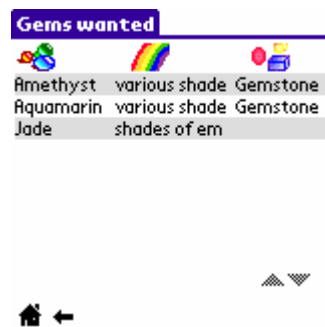 Gems wanted
Amethyst various shade Gemstone
Aquamarin various shade Gemstone
Jade shades of em